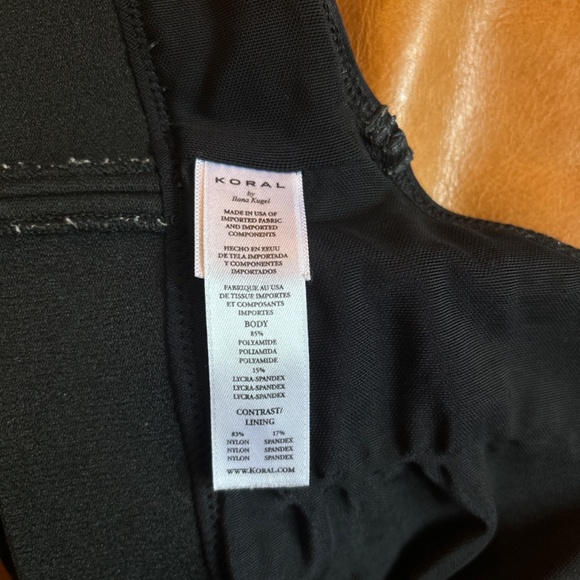 KORAL
by
Ilana Kugel
MADE IN USA OF
IMPORTED FABRIC
AND IMPORTED
COMPONENTS
HECHO EN EEUU
DE TELA IMPORTADA
Y COMPONENTES
IMPORTADOS
FABRIQUE AU USA
DE TISSUE IMPORTES
ET COMPOSANTS
IMPORTES
BODY
85%
POLYAMIDE
POLIAMIDA
POLYAMIDE
15%
LYCRA-SPANDEX
LYCRA-SPANDEX
LYCRA-SPANDEX
CONTRAST/
LINING
83% 17%
NYLON SPANDEX
NYLON SPANDEX
NYLON SPANDEX
WWW.KORAL.COM